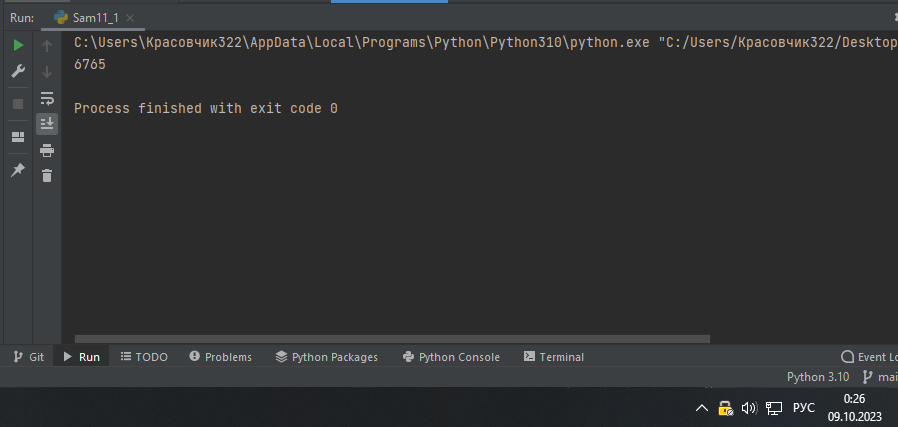 Run: Sam11_1
C:\Users\Красовчик322\AppData\Local\Programs\Python\Python310\python.exe "C:/Users/Красовчик322/Desktop
6765
Process finished with exit code 0
Git Run TODO Problems Python Packages Python Console Terminal Event Lo
Python 3.10 mai
РУС 0:26
09.10.2023